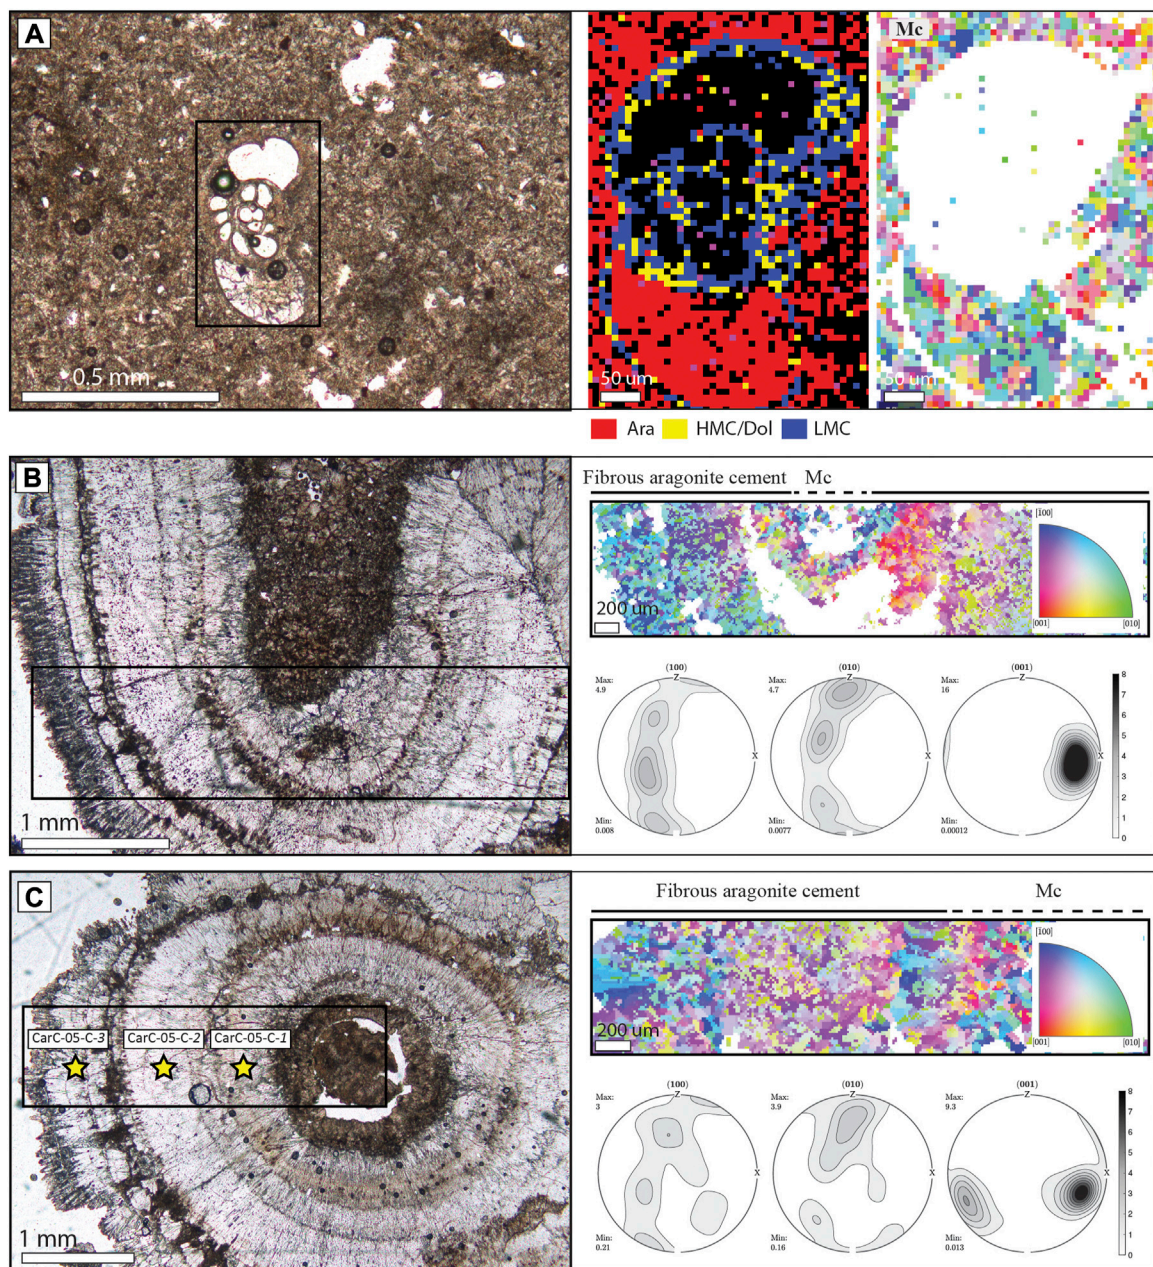 A
0.5 mm
50 um
Mc
50 um
Ara HMC/Dol LMC
B
1 mm
Fibrous aragonite cement Mc
200 um
[1̅00]
[001] [010]
(100) (010) (001)
Z Z Z
Max: Max: Max:
4.9 4.7 16
X X X
Min: Min: Min:
0.008 0.0077 0.00012
8
7
6
5
4
3
2
1
0
C
CarC-05-C-3 CarC-05-C-2 CarC-05-C-1
1 mm
Fibrous aragonite cement Mc
200 um
[1̅00]
[001] [010]
(100) (010) (001)
Z Z Z
Max: Max: Max:
3 3.9 9.3
X X X
Min: Min: Min:
0.21 0.16 0.013
8
7
6
5
4
3
2
1
0